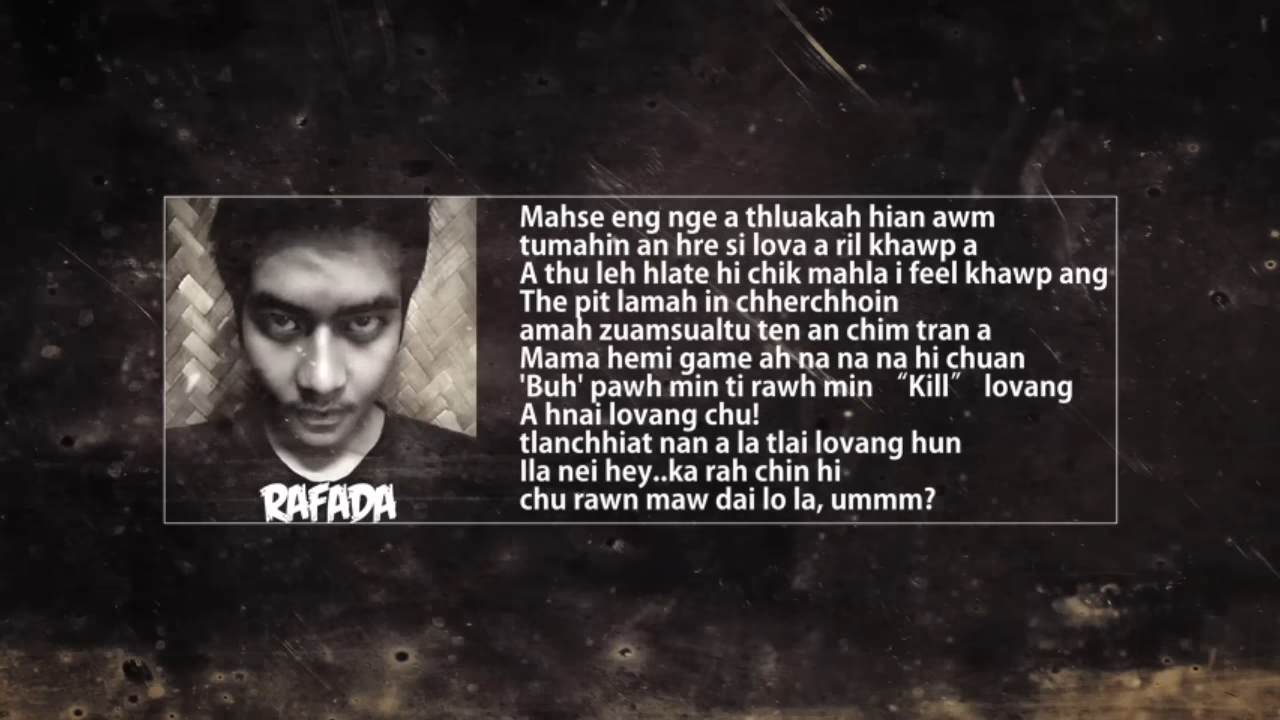 Mahse eng nge a thluakah hian awm
tumahin an hre si lova a ril khawp a
A thu leh hlate hi chik mahla i feel khawp ang
The pit lamah in chherchhoin
amah zuamsualtu ten an chim tran a
Mama hemi game ah na na na hi chuan
'Buh' pawh min ti rawh min “Kill” lovang
A hnai lovang chu!
tlanchhiat nan a la tlai lovang hun
Ila nei hey..ka rah chin hi
chu rawn maw dai lo la, ummm?
RAFADA